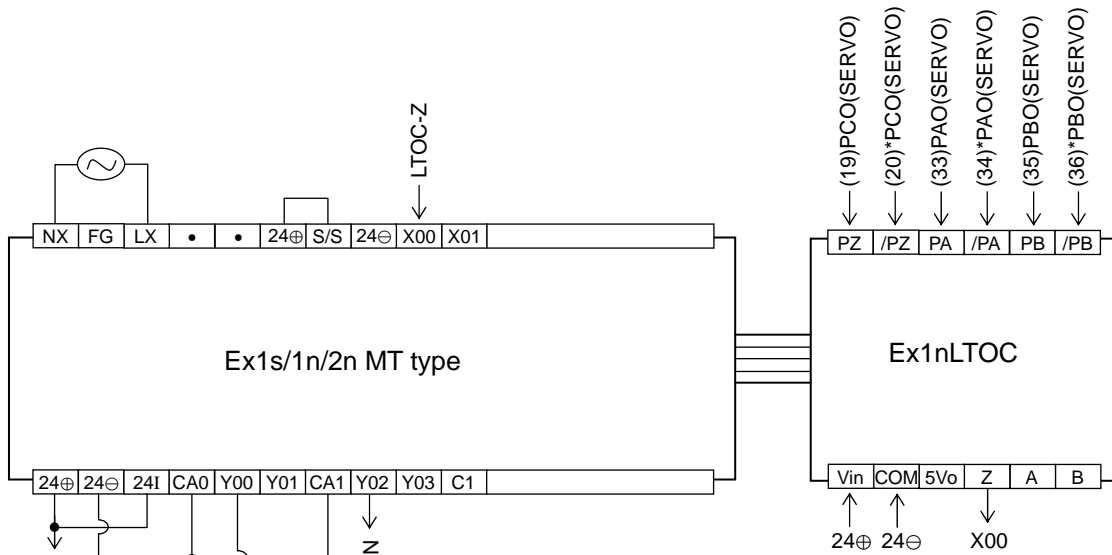 (19)PCO(SERVO)
(20)*PCO(SERVO)
(33)PAO(SERVO)
(34)*PAO(SERVO)
(35)PBO(SERVO)
(36)*PBO(SERVO)
LTOC-Z
NX FG LX • • 24⊕ S/S 24⊖ X00 X01
PZ /PZ PA /PA PB /PB
Ex1s/1n/2n MT type
Ex1nLTOC
24⊕ 24⊖ 24I CA0 Y00 Y01 CA1 Y02 Y03 C1
Vin COM 5Vo Z A B
24⊕ 24⊖ X00
N